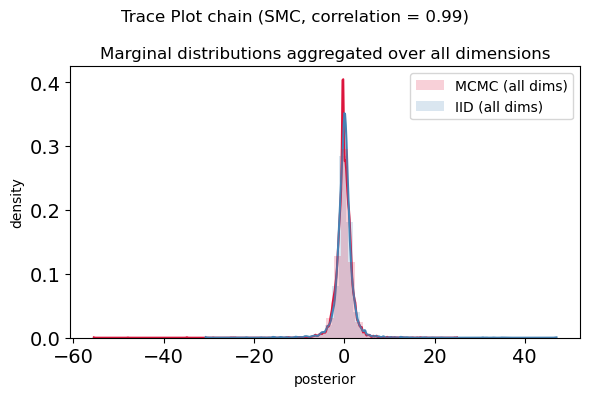 Trace Plot chain (SMC, correlation = 0.99)
Marginal distributions aggregated over all dimensions
MCMC (all dims)
IID (all dims)
density
0.4
0.3
0.2
0.1
0.0
−60 −40 −20 0 20 40
posterior